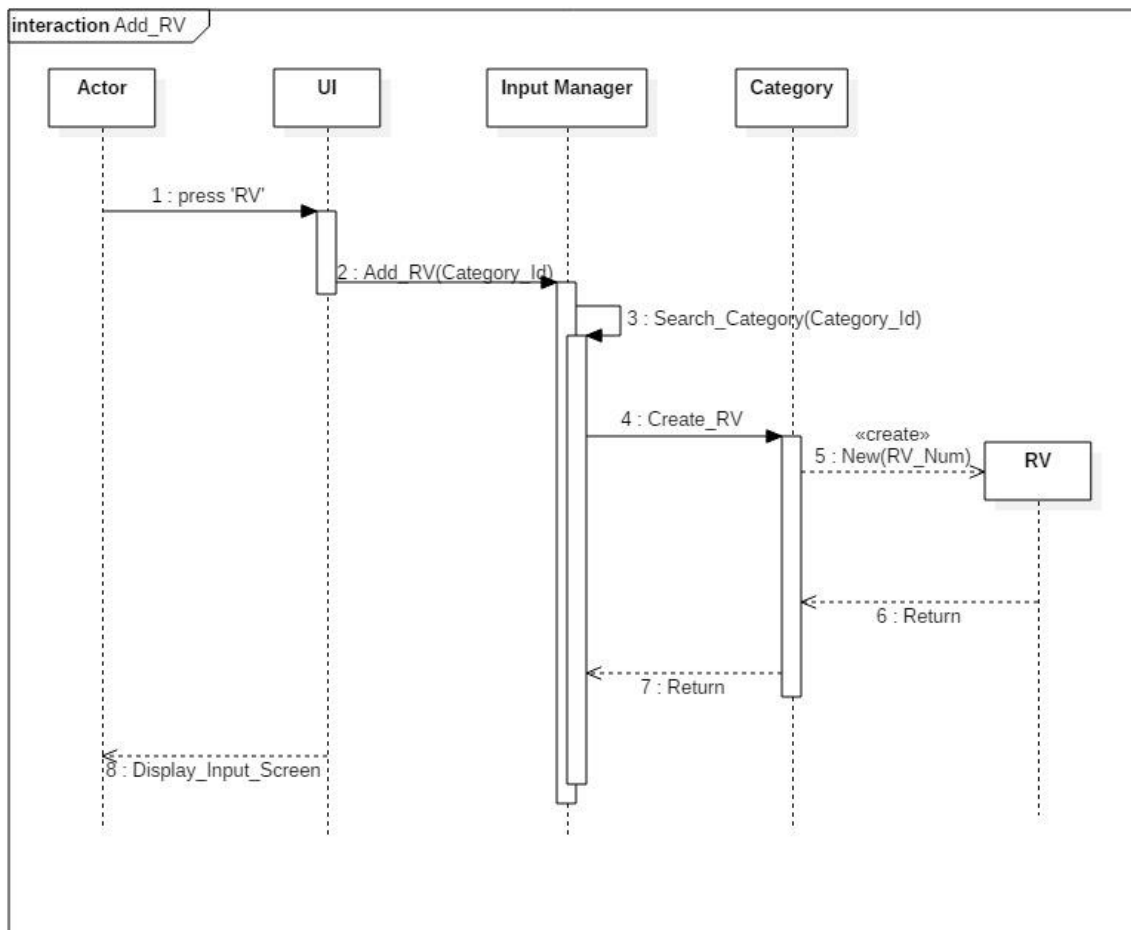 interaction Add_RV
Actor
UI
Input Manager
Category
1 : press 'RV'
2 : Add_RV(Category_Id)
3 : Search_Category(Category_Id)
4 : Create_RV
«create»
5 : New(RV_Num)
RV
6 : Return
7 : Return
8 : Display_Input_Screen